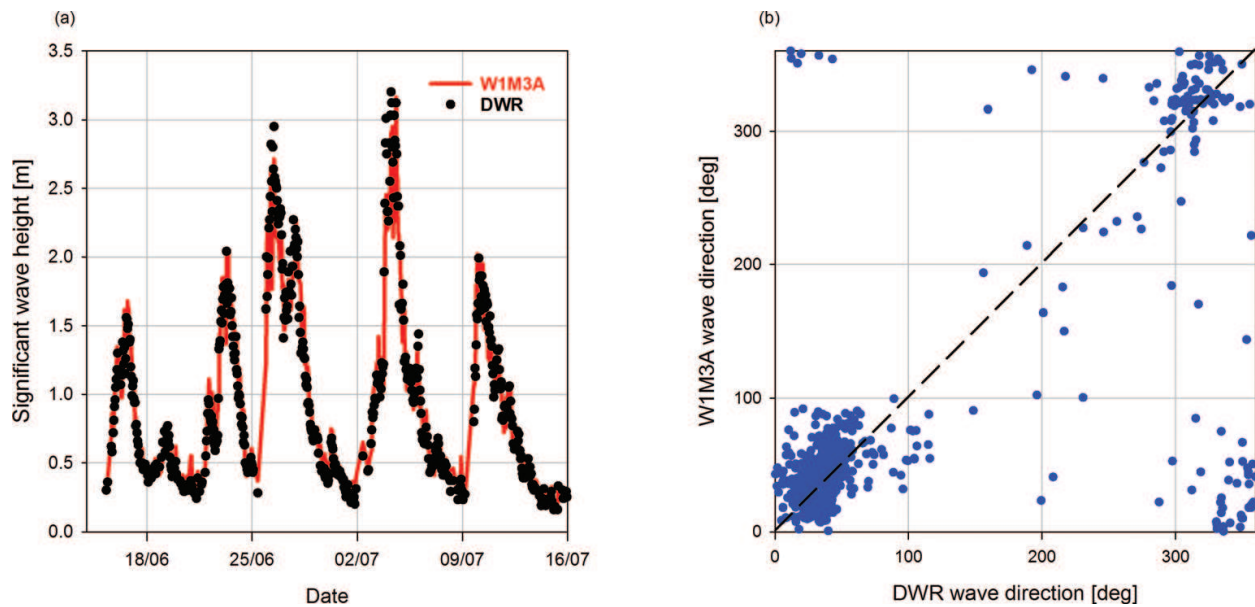 (a)
Significant wave height [m]
3.5
3.0
2.5
2.0
1.5
1.0
0.5
0.0
W1M3A
DWR
18/06 25/06 02/07 09/07 16/07
Date
(b)
W1M3A wave direction [deg]
300
200
100
0
0 100 200 300
DWR wave direction [deg]